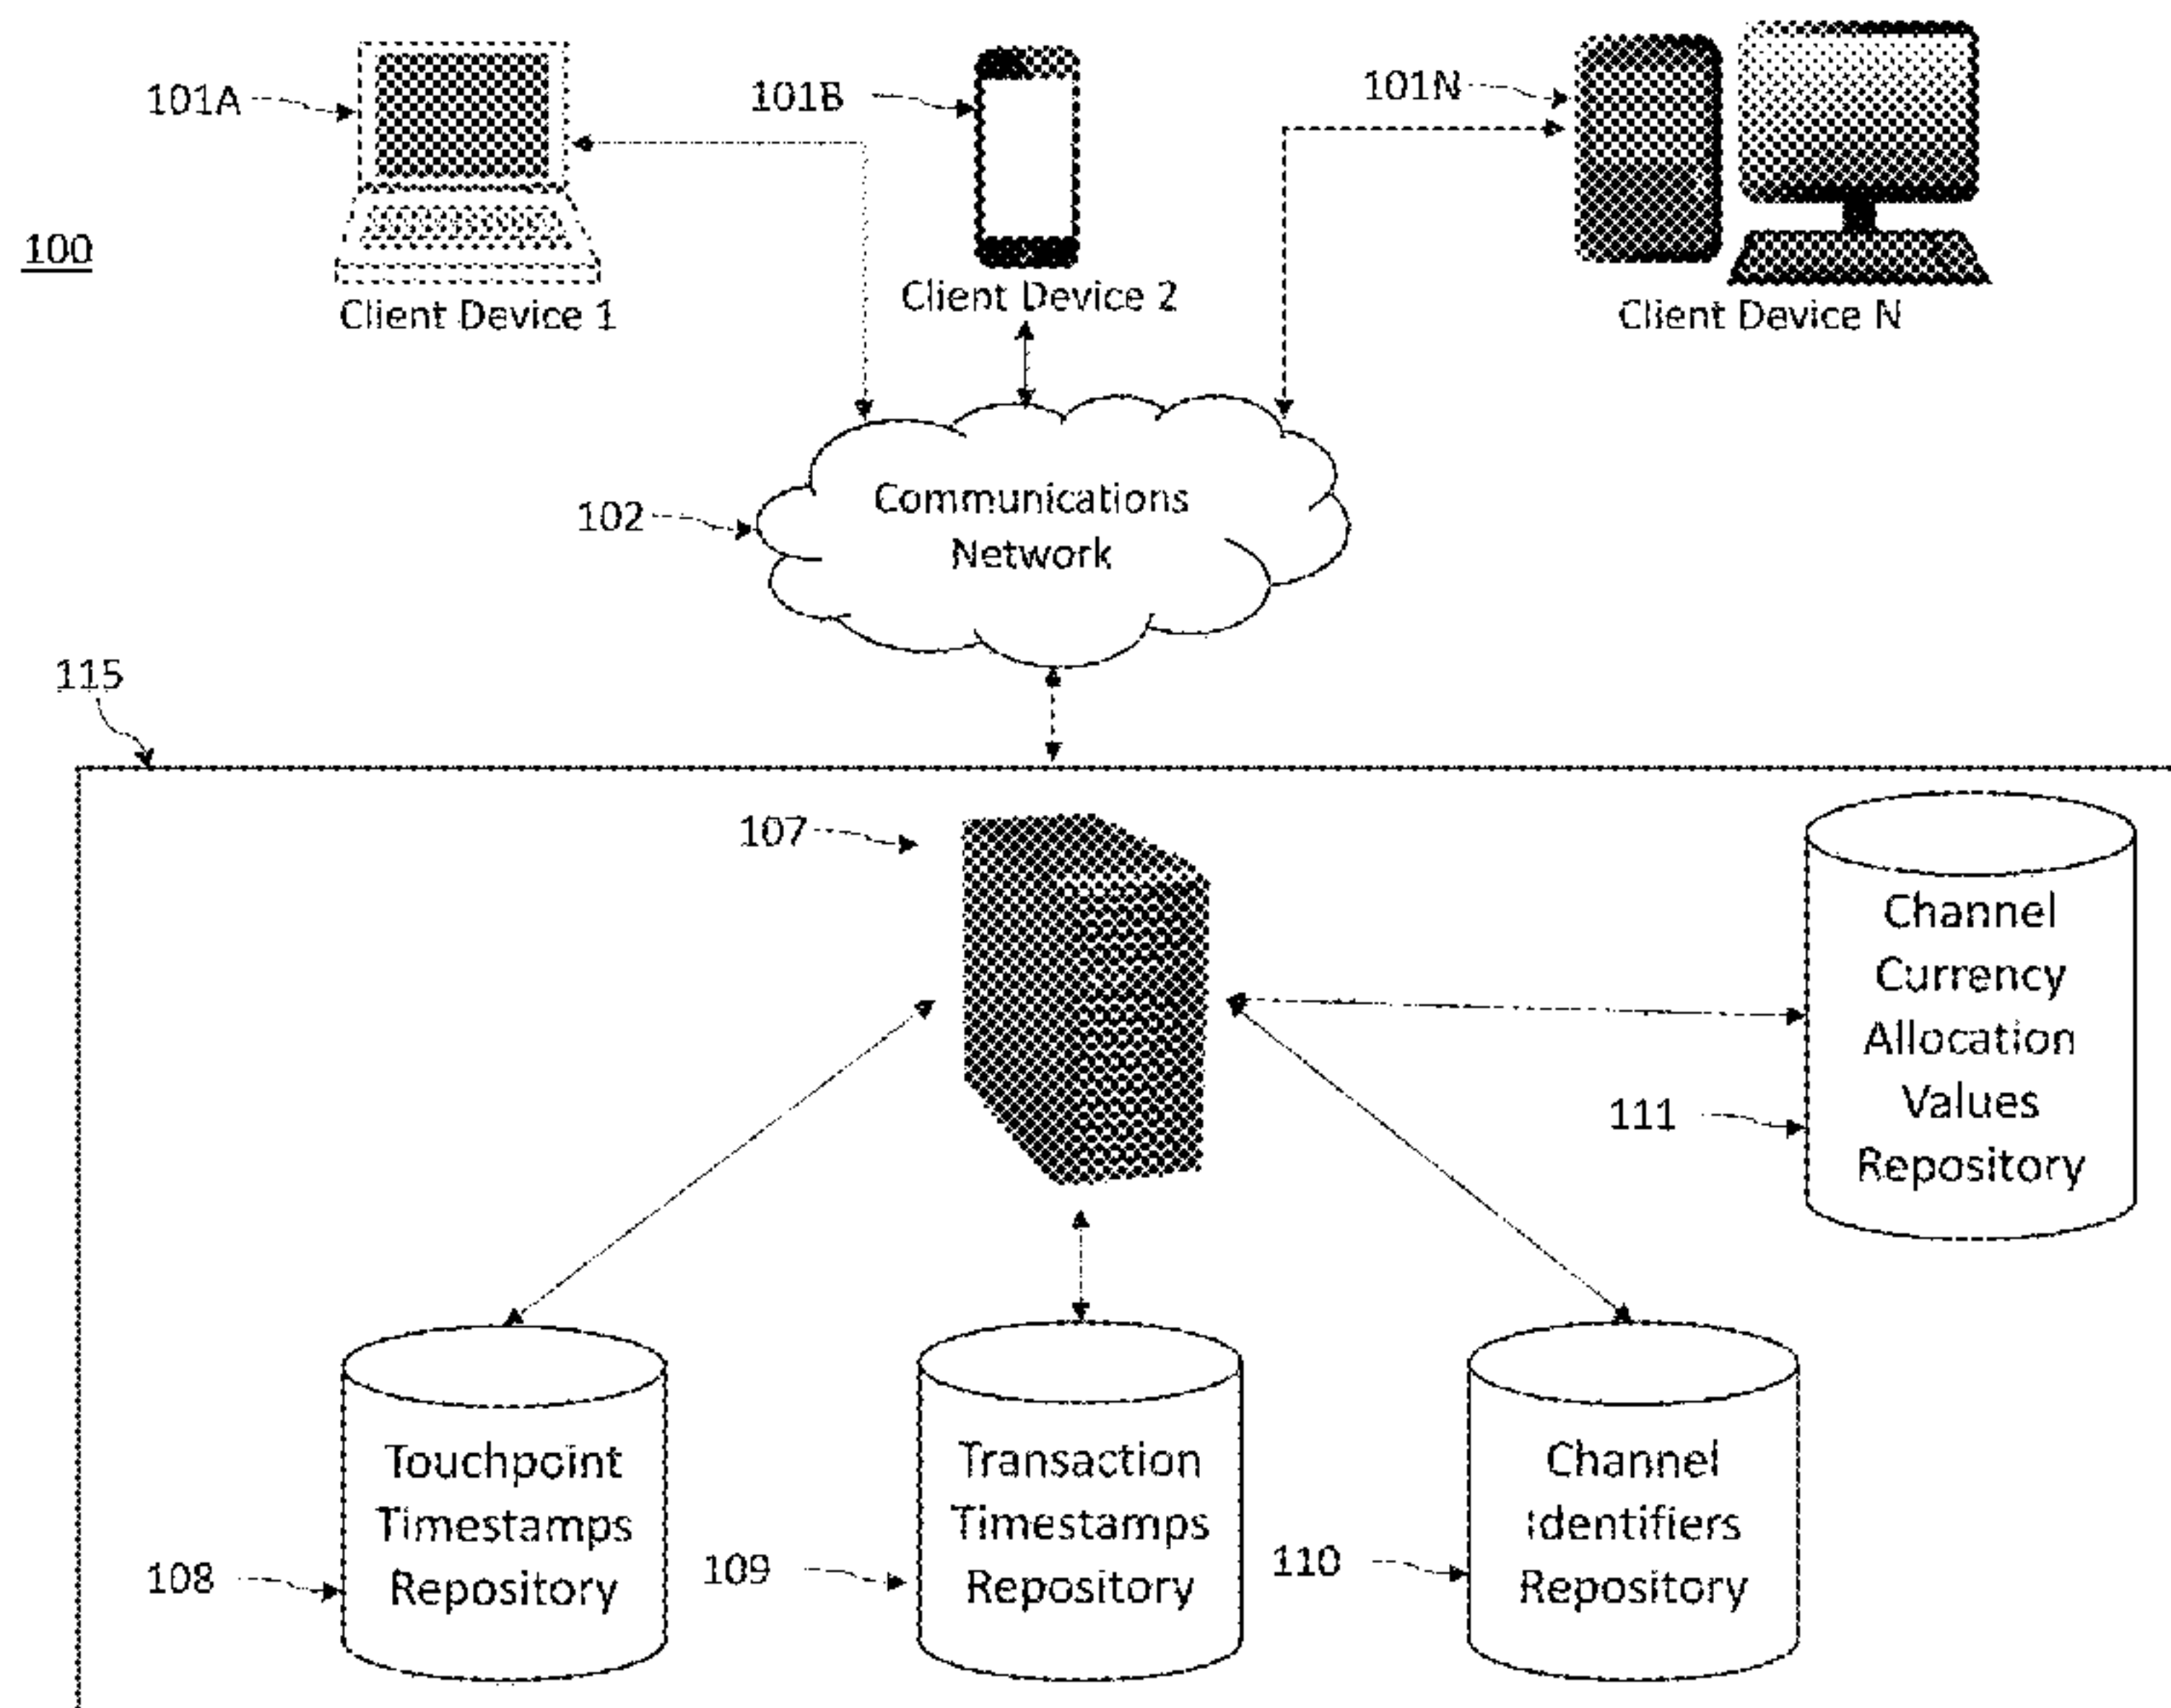 101A
101B
101N
100
Client Device 1
Client Device 2
Client Device N
102
Communications
Network
115
107
Channel
Currency
Allocation
Values
Repository
111
Touchpoint
Timestamps
Repository
108
Transaction
Timestamps
Repository
109
Channel
Identifiers
Repository
110